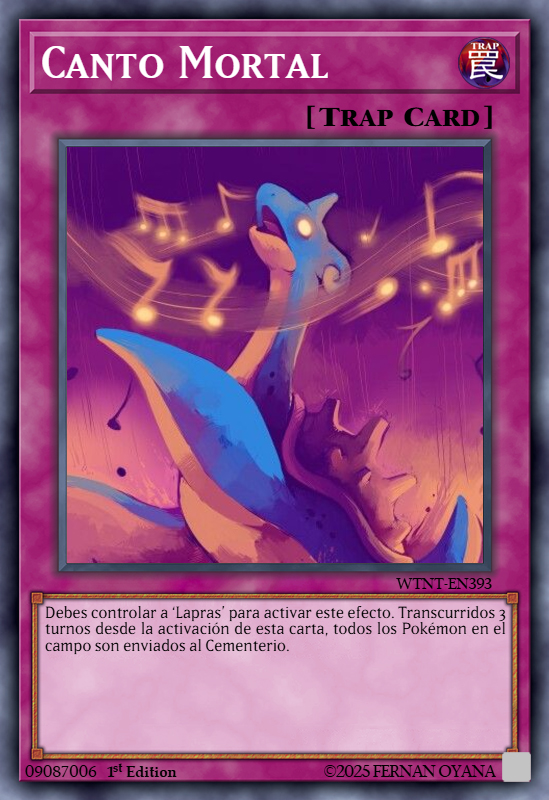 CANTO MORTAL
TRAP
罠
[TRAP CARD]
WTNT-EN393
Debes controlar a ‘Lapras’ para activar este efecto. Transcurridos 3
turnos desde la activación de esta carta, todos los Pokémon en el
campo son enviados al Cementerio.
09087006 1st Edition ©2025 FERNAN OYANA